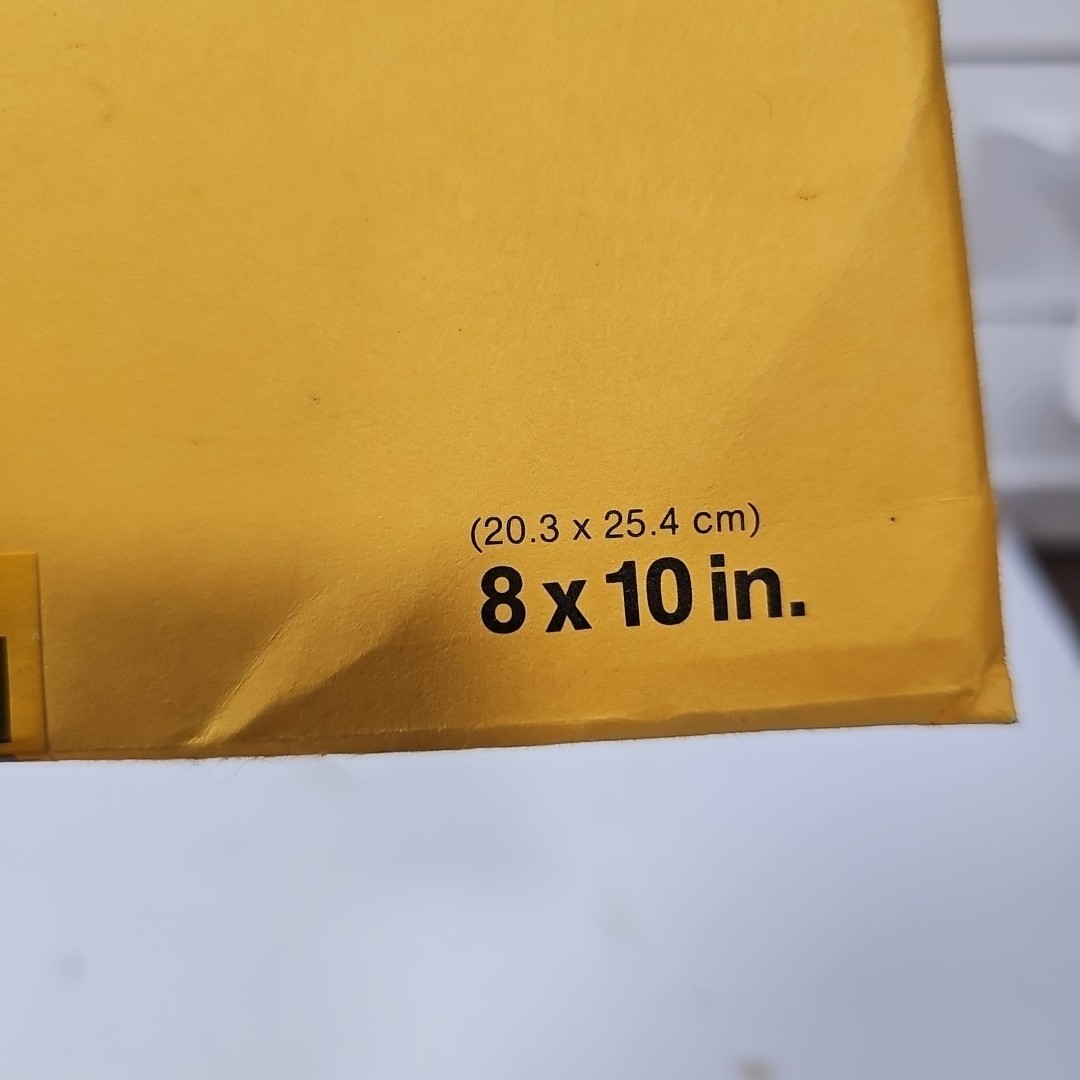 (20.3 x 25.4 cm)
8 x 10 in.